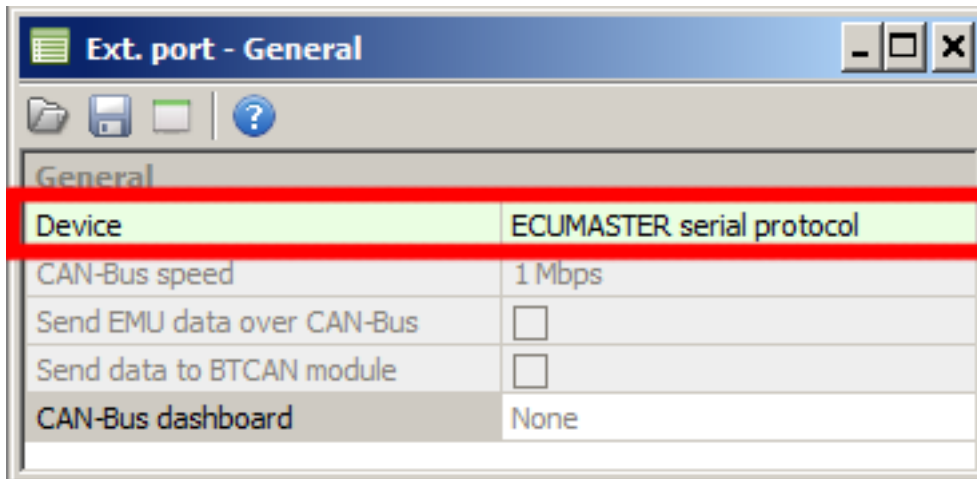 Ext. port - General
General
Device ECUMASTER serial protocol
CAN-Bus speed 1 Mbps
Send EMU data over CAN-Bus
Send data to BTCAN module
CAN-Bus dashboard None